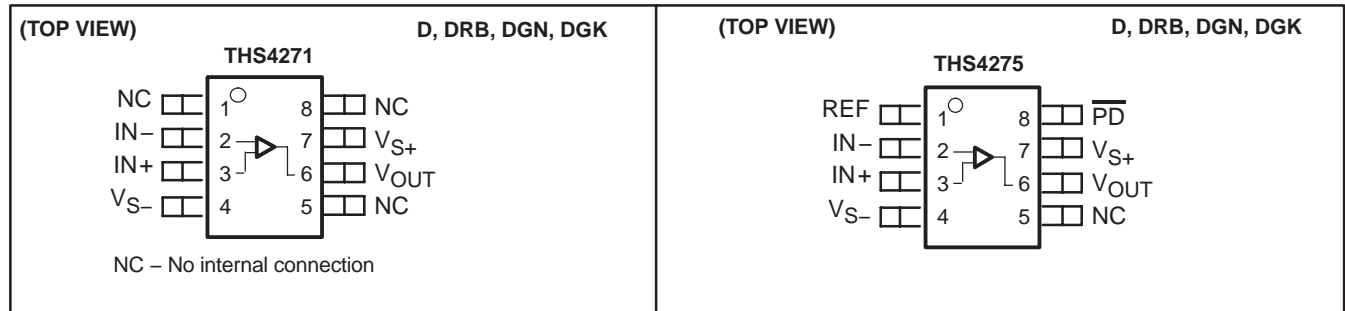 (TOP VIEW) D, DRB, DGN, DGK
THS4271
NC 1 8 NC
IN− 2 7 VS+
IN+ 3 6 VOUT
VS− 4 5 NC
NC − No internal connection
(TOP VIEW) D, DRB, DGN, DGK
THS4275
REF 1 8 PD
IN− 2 7 VS+
IN+ 3 6 VOUT
VS− 4 5 NC